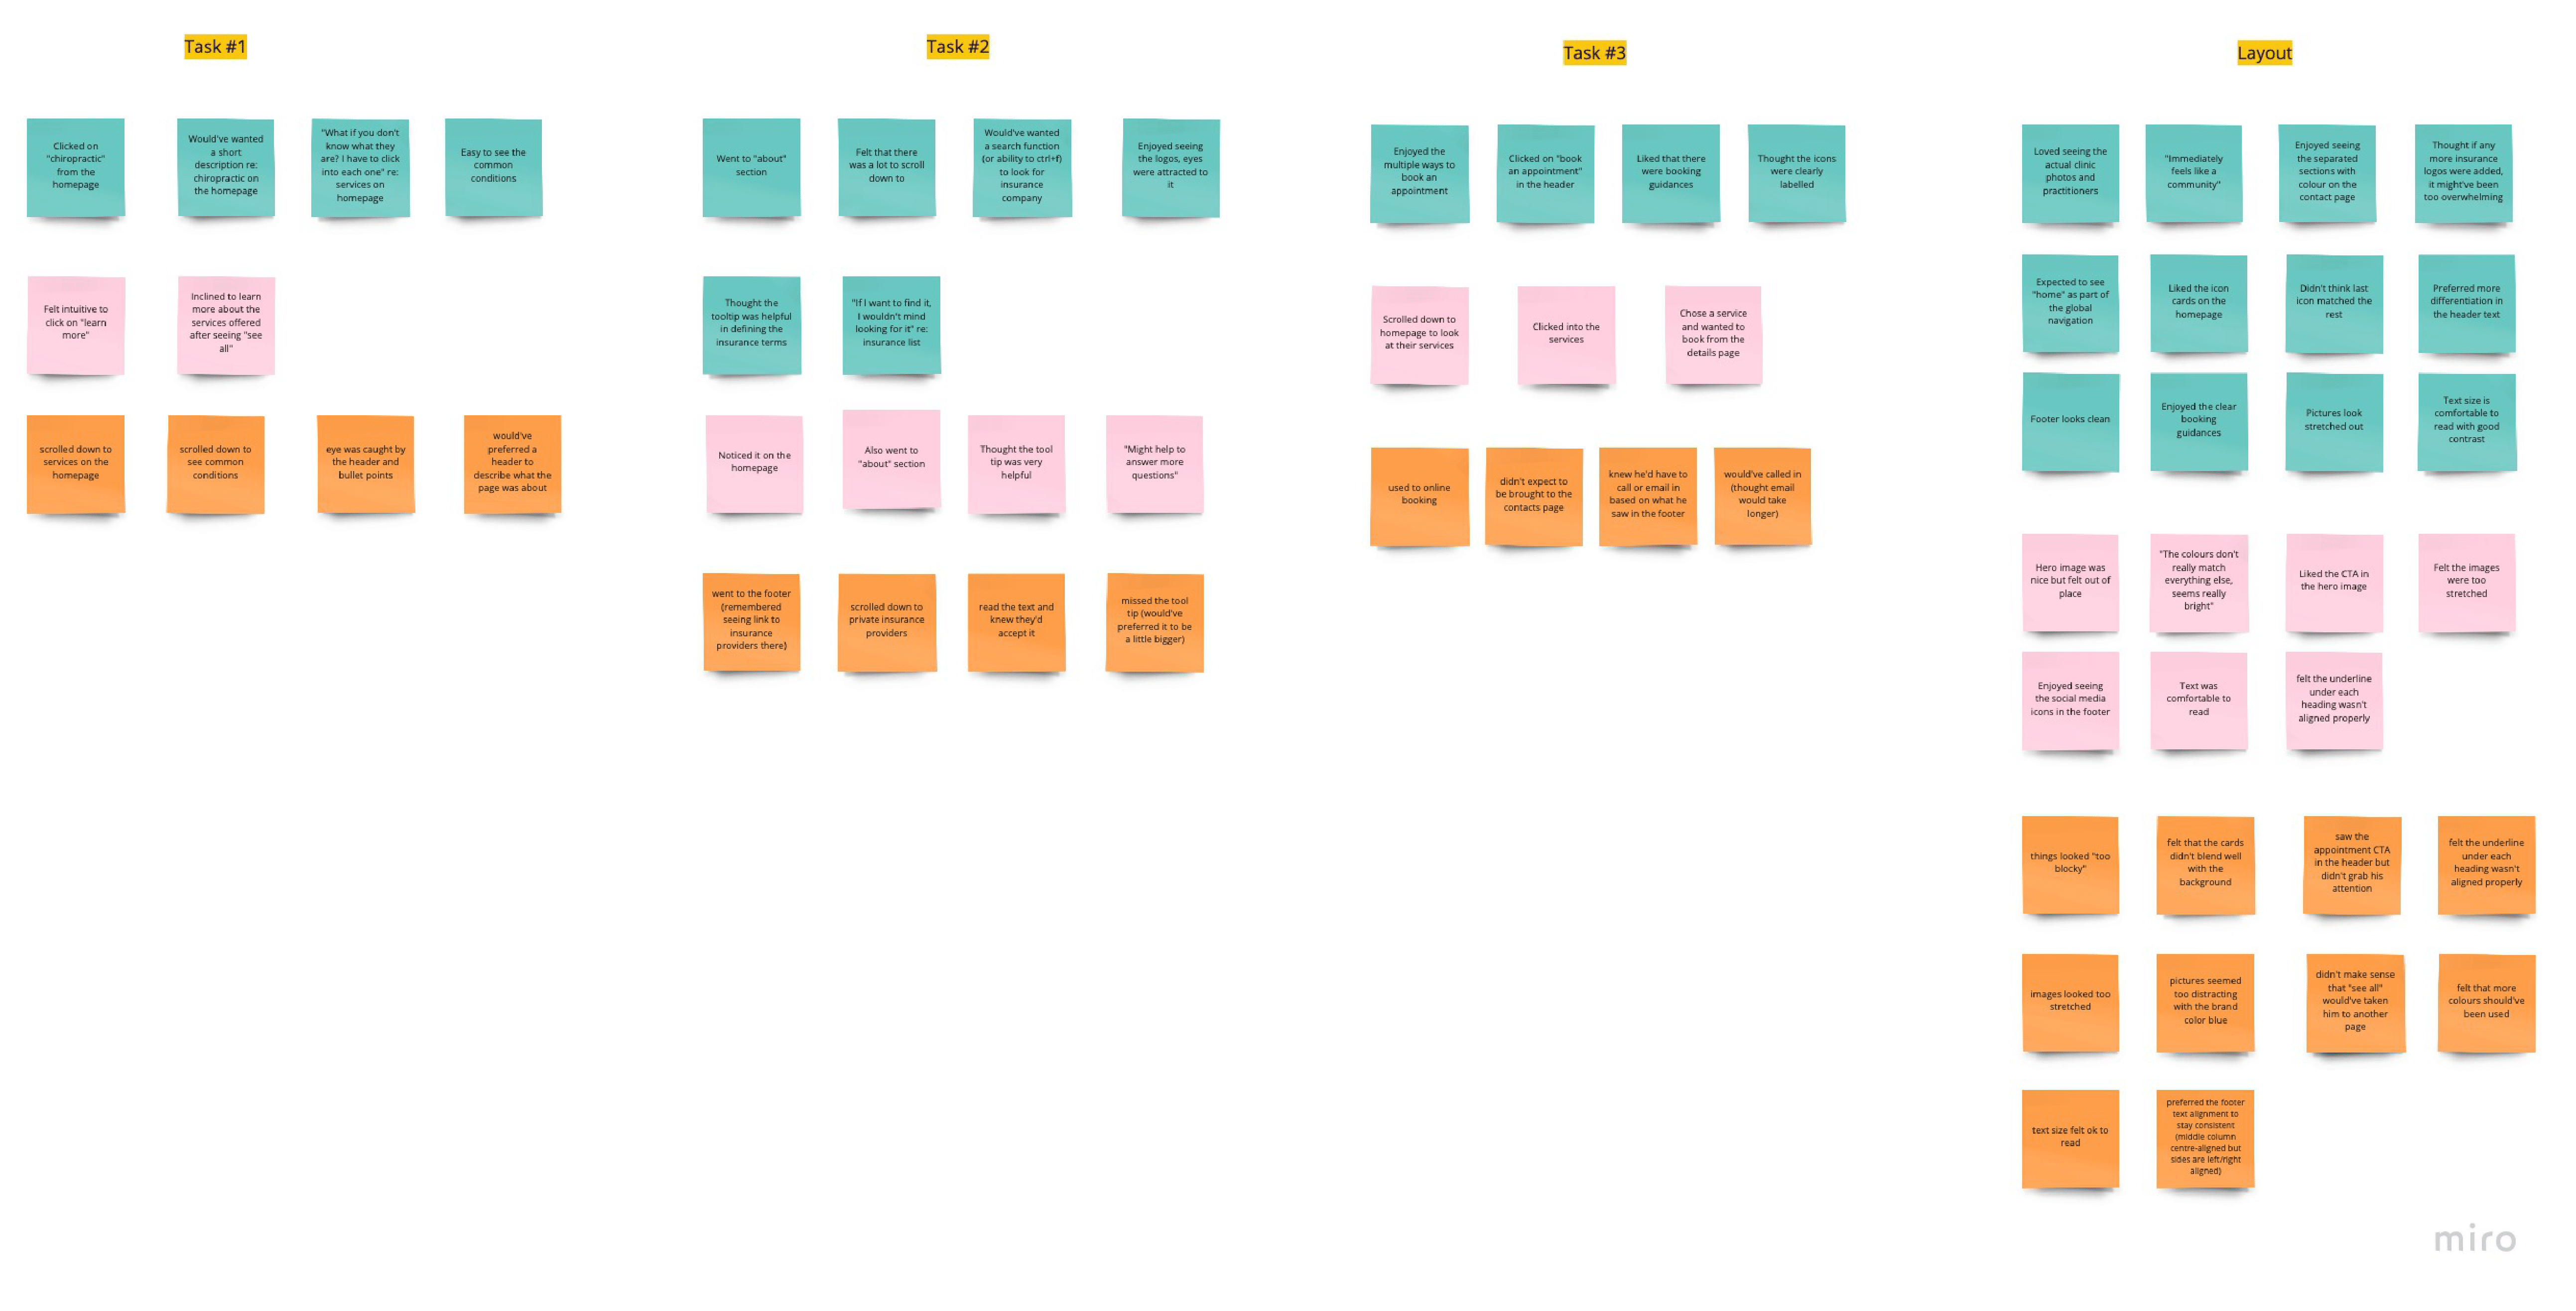 Task #1
Clicked on
"chiropractic"
from the
homepage
Would've wanted
a short
description re:
chiropractic on
the homepage
"What if you don't
know what they
are? I have to click
into each one" re:
services on
homepage
Easy to see the
common
conditions
Felt intuitive to
click on "learn
more"
Inclined to learn
more about the
services offered
after seeing "see
all"
scrolled down to
services on the
homepage
scrolled down to
see common
conditions
eye was caught by
the header and
bullet points
would've
preferred a
header to
describe what the
page was about
Task #2
Went to "about"
section
Felt that there
was a lot to scroll
down to
Would've wanted
a search function
(or ability to ctrl+f)
to look for
insurance
company
Enjoyed seeing
the logos, eyes
were attracted to
it
Thought the
tooltip was helpful
in defining the
insurance terms
"If I want to find it,
I wouldn't mind
looking for it" re:
insurance list
Noticed it on the
homepage
Also went to
"about" section
Thought the tool
tip was very
helpful
"Might help to
answer more
questions"
went to the footer
(remembered
seeing link to
insurance
providers there)
scrolled down to
private insurance
providers
read the text and
knew they'd
accept it
missed the tool
tip (would've
preferred it to be
a little bigger)
Task #3
Enjoyed the
multiple ways to
book an
appointment
Clicked on "book
an appointment"
in the header
Liked that there
were booking
guidances
Thought the icons
were clearly
labelled
Scrolled down to
homepage to look
at their services
Clicked into the
services
Chose a service
and wanted to
book from the
details page
used to online
booking
didn't expect to
be brought to the
contacts page
knew he'd have to
call or email in
based on what he
saw in the footer
would've called in
(thought email
would take
longer)
Layout
Loved seeing the
actual clinic
photos and
practitioners
"Immediately
feels like a
community"
Enjoyed seeing
the separated
sections with
colour on the
contact page
Thought if any
more insurance
logos were added,
it might've been
too overwhelming
Expected to see
"home" as part of
the global
navigation
Liked the icon
cards on the
homepage
Didn't think last
icon matched the
rest
Preferred more
differentiation in
the header text
Footer looks clean
Enjoyed the clear
booking
guidances
Pictures look
stretched out
Text size is
comfortable to
read with good
contrast
Hero image was
nice but felt out of
place
"The colours don't
really match
everything else,
seems really
bright"
Liked the CTA in
the hero image
Felt the images
were too
stretched
Enjoyed seeing
the social media
icons in the footer
Text was
comfortable to
read
felt the underline
under each
heading wasn't
aligned properly
things looked "too
blocky"
felt that the cards
didn't blend well
with the
background
saw the
appointment CTA
in the header but
didn't grab his
attention
felt the underline
under each
heading wasn't
aligned properly
images looked too
stretched
pictures seemed
too distracting
with the brand
color blue
didn't make sense
that "see all"
would've taken
him to another
page
felt that more
colours should've
been used
text size felt ok to
read
preferred the footer
text alignment to
stay consistent
(middle column
centre-aligned but
sides are left/right
aligned)
miro